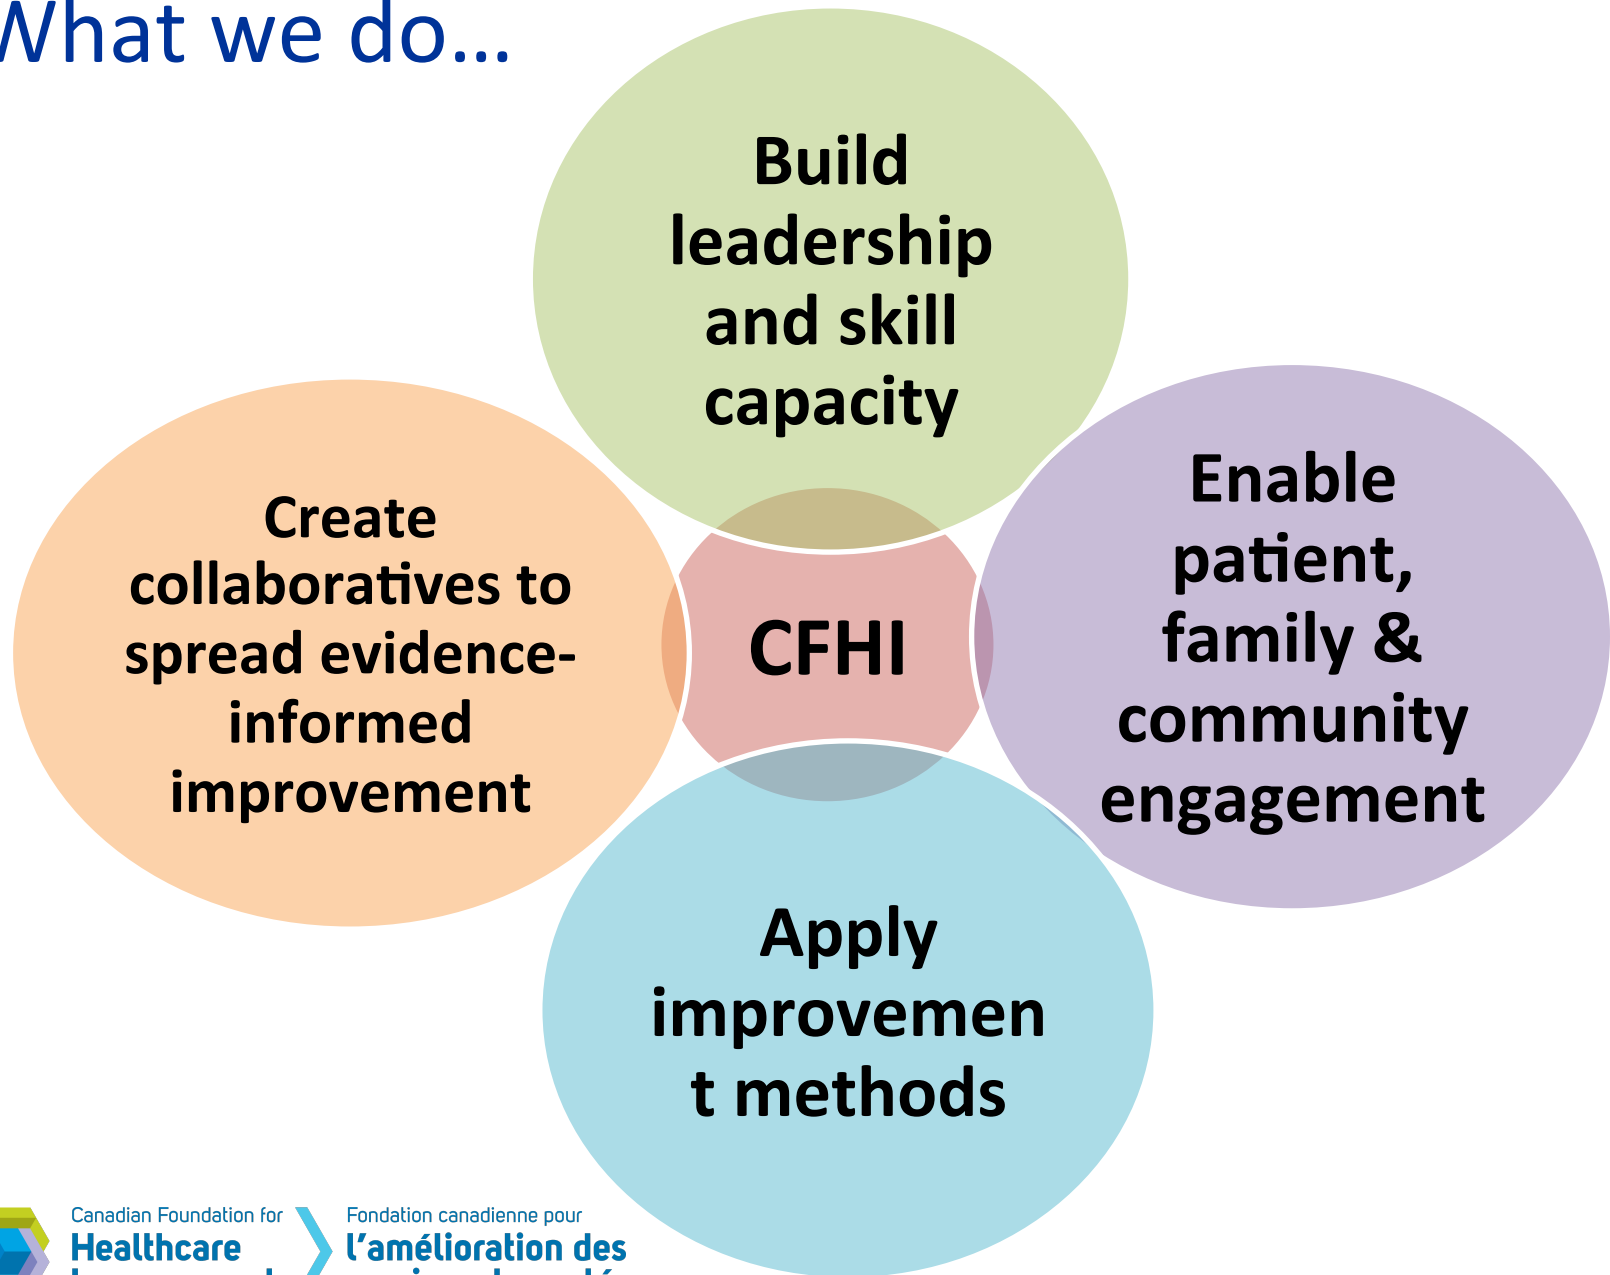 What we do...
Build
leadership
and skill
capacity
Create
collaboratives to
spread evidence-
informed
improvement
CFHI
Enable
patient,
family &
community
engagement
Apply
improvemen
t methods
Canadian Foundation for
Healthcare
Fondation canadienne pour
l'amélioration des